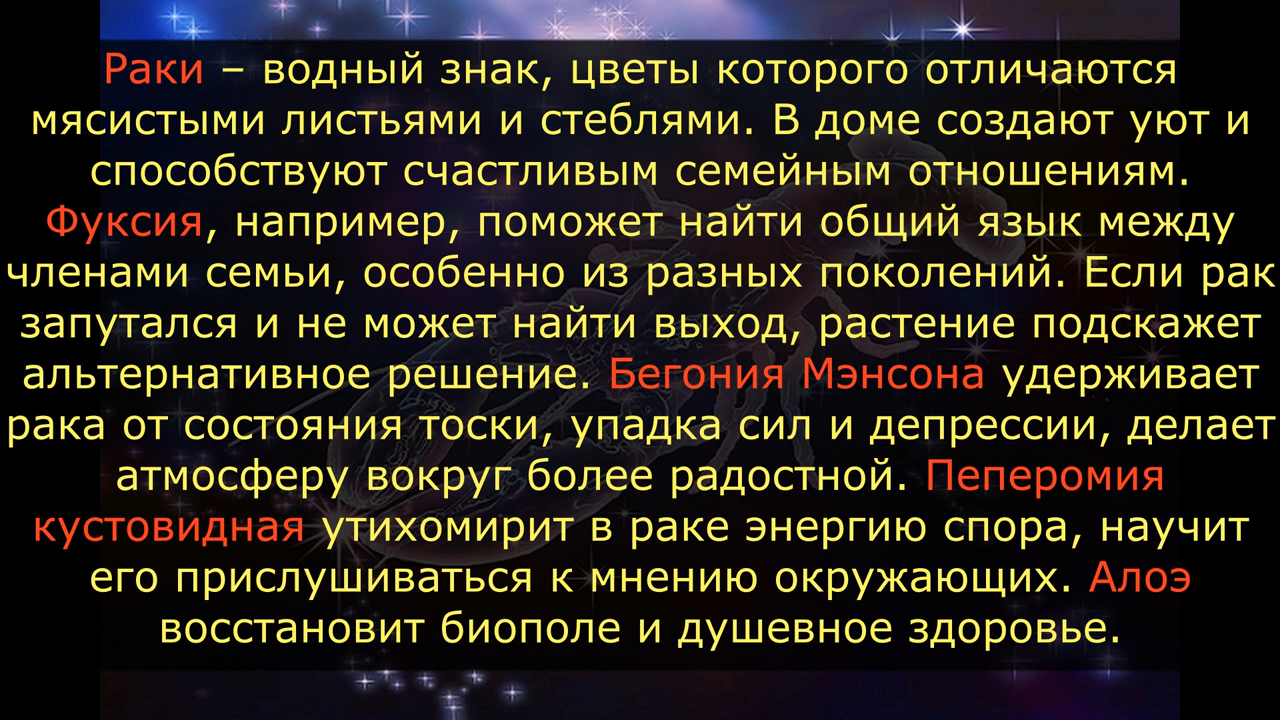 Раки – водный знак, цветы которого отличаются
мясистыми листьями и стеблями. В доме создают уют и
способствуют счастливым семейным отношениям.
Фуксия, например, поможет найти общий язык между
членами семьи, особенно из разных поколений. Если рак
запутался и не может найти выход, растение подскажет
альтернативное решение. Бегония Мэнсона удерживает
рака от состояния тоски, упадка сил и депрессии, делает
атмосферу вокруг более радостной. Пеперомия
кустовидная утихомирит в раке энергию спора, научит
его прислушиваться к мнению окружающих. Алоэ
восстановит биополе и душевное здоровье.